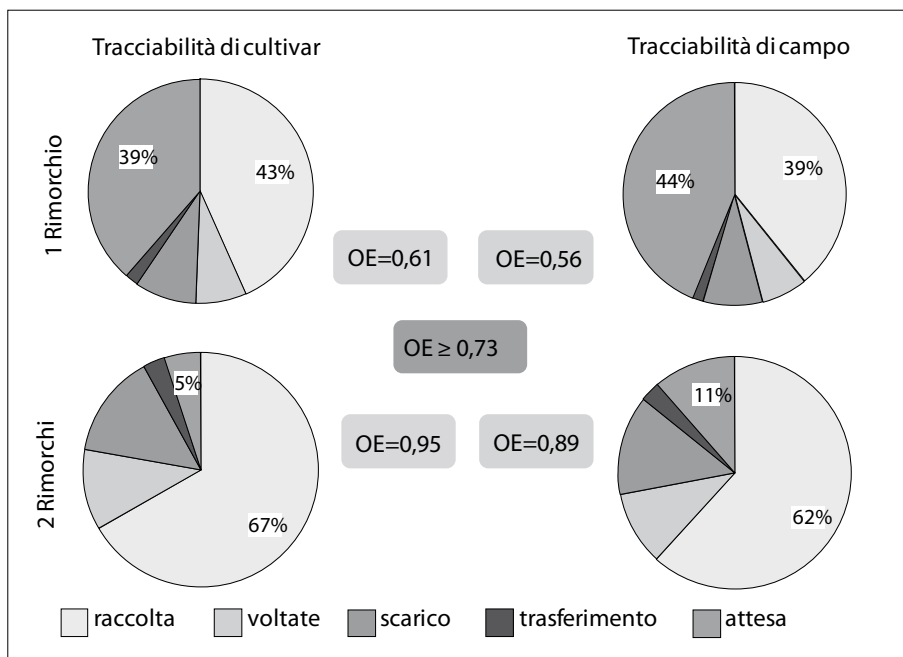 Tracciabilità di cultivar
Tracciabilità di campo
1 Rimorchio
39%
43%
44%
39%
OE=0,61
OE=0,56
OE ≥ 0,73
2 Rimorchi
5%
67%
OE=0,95
OE=0,89
11%
62%
raccolta
voltate
scarico
trasferimento
attesa